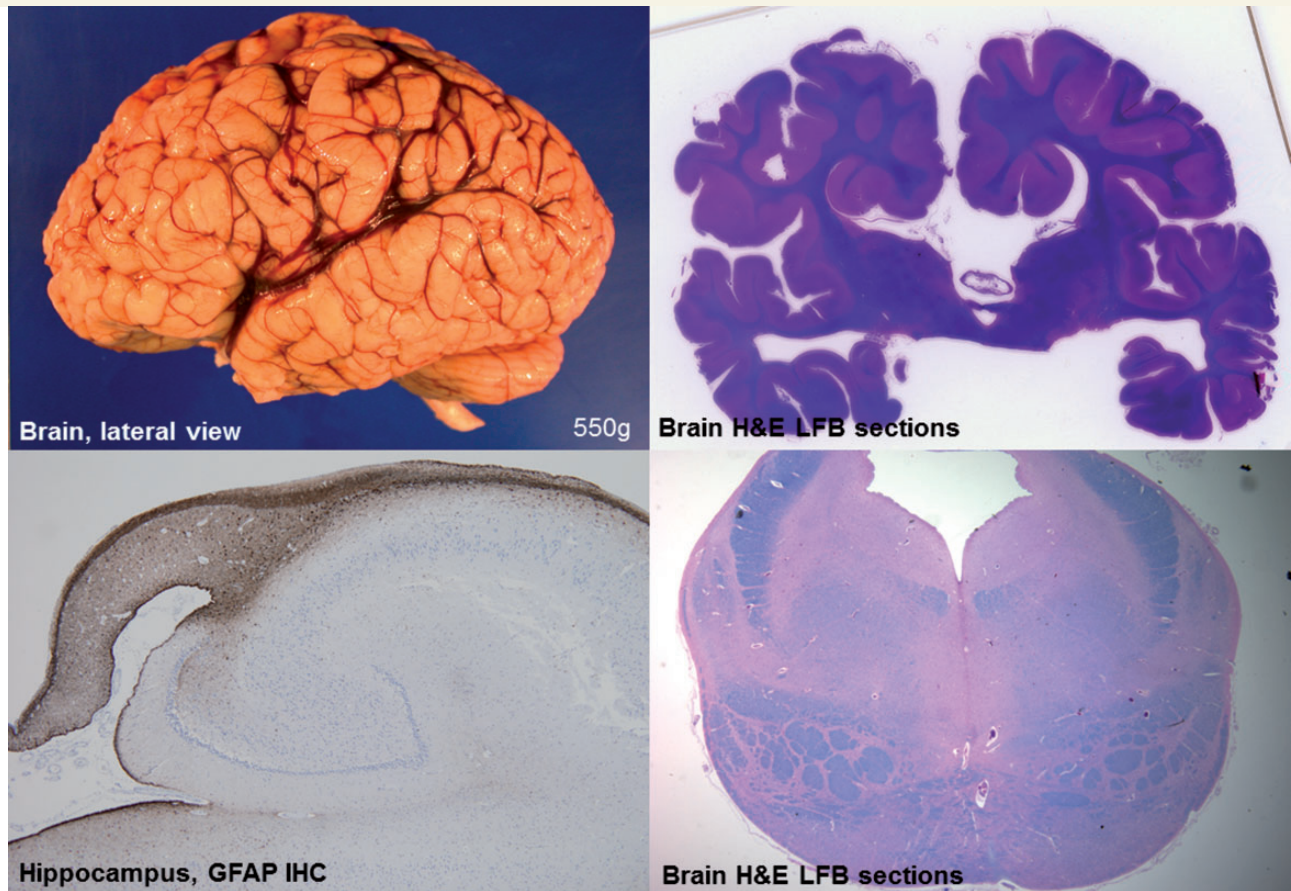 Brain, lateral view
550g
Brain H&E LFB sections
Hippocampus, GFAP IHC
Brain H&E LFB sections